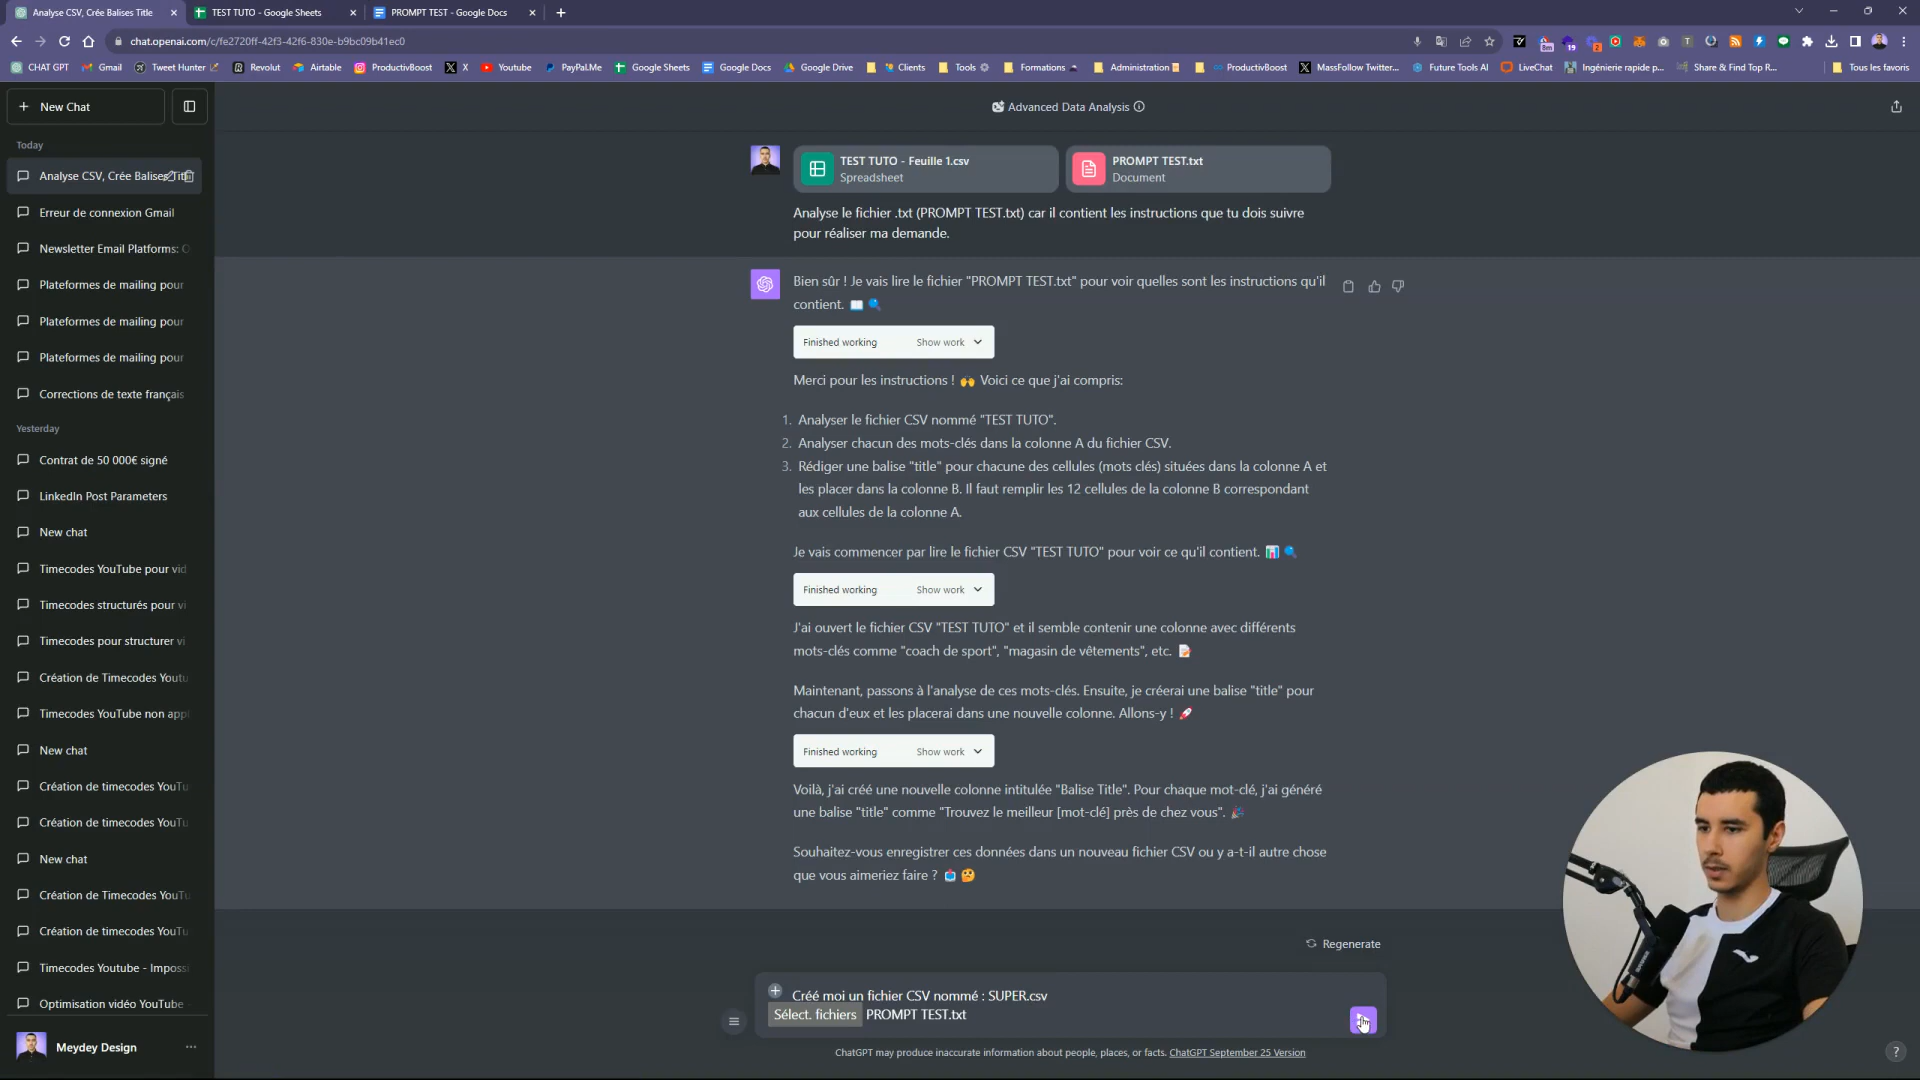 Analyse CSV, Crée Balises Title
TEST TUTO - Google Sheets
PROMPT TEST - Google Docs
chat.openai.com/c/fe2720ff-42f3-42f6-830e-b9bc09b41ec0
CHAT GPT
Gmail
Tweet Hunter
Revolut
Airtable
ProductivBoost
X
Youtube
PayPal.Me
Google Sheets
Google Docs
Google Drive
Clients
Tools
Formations
Administration
ProductivBoost
MassFollow Twitter...
Future Tools AI
LiveChat
Ingénierie rapide p...
Share & Find Top R...
Tous les favoris
New Chat
Today
Analyse CSV, Crée Balises Titl
Erreur de connexion Gmail
Newsletter Email Platforms: O
Plateformes de mailing pour
Plateformes de mailing pour
Plateformes de mailing pour
Corrections de texte français
Yesterday
Contrat de 50 000€ signé
LinkedIn Post Parameters
New chat
Timecodes YouTube pour vid
Timecodes structurés pour vi
Timecodes pour structurer vi
Création de Timecodes Youtu
Timecodes YouTube non appl
New chat
Création de timecodes YouTu
Création de timecodes YouTu
New chat
Création de Timecodes YouTu
Création de timecodes YouTu
Timecodes Youtube - Imposs
Optimisation vidéo YouTube
Meydey Design
Advanced Data Analysis
TEST TUTO - Feuille 1.csv
Spreadsheet
PROMPT TEST.txt
Document
Analyse le fichier .txt (PROMPT TEST.txt) car il contient les instructions que tu dois suivre
pour réaliser ma demande.
Bien sûr ! Je vais lire le fichier "PROMPT TEST.txt" pour voir quelles sont les instructions qu'il
contient.
Finished working Show work
Merci pour les instructions ! Voici ce que j'ai compris:
1. Analyser le fichier CSV nommé "TEST TUTO".
2. Analyser chacun des mots-clés dans la colonne A du fichier CSV.
3. Rédiger une balise "title" pour chacune des cellules (mots clés) situées dans la colonne A et
les placer dans la colonne B. Il faut remplir les 12 cellules de la colonne B correspondant
aux cellules de la colonne A.
Je vais commencer par lire le fichier CSV "TEST TUTO" pour voir ce qu'il contient.
Finished working Show work
J'ai ouvert le fichier CSV "TEST TUTO" et il semble contenir une colonne avec différents
mots-clés comme "coach de sport", "magasin de vêtements", etc.
Maintenant, passons à l'analyse de ces mots-clés. Ensuite, je créerai une balise "title" pour
chacun d'eux et les placerai dans une nouvelle colonne. Allons-y !
Finished working Show work
Voilà, j'ai créé une nouvelle colonne intitulée "Balise Title". Pour chaque mot-clé, j'ai généré
une balise "title" comme "Trouvez le meilleur [mot-clé] près de chez vous".
Souhaitez-vous enregistrer ces données dans un nouveau fichier CSV ou y a-t-il autre chose
que vous aimeriez faire ?
Regenerate
Créé moi un fichier CSV nommé : SUPER.csv
Sélect. fichiers PROMPT TEST.txt
ChatGPT may produce inaccurate information about people, places, or facts. ChatGPT September 25 Version